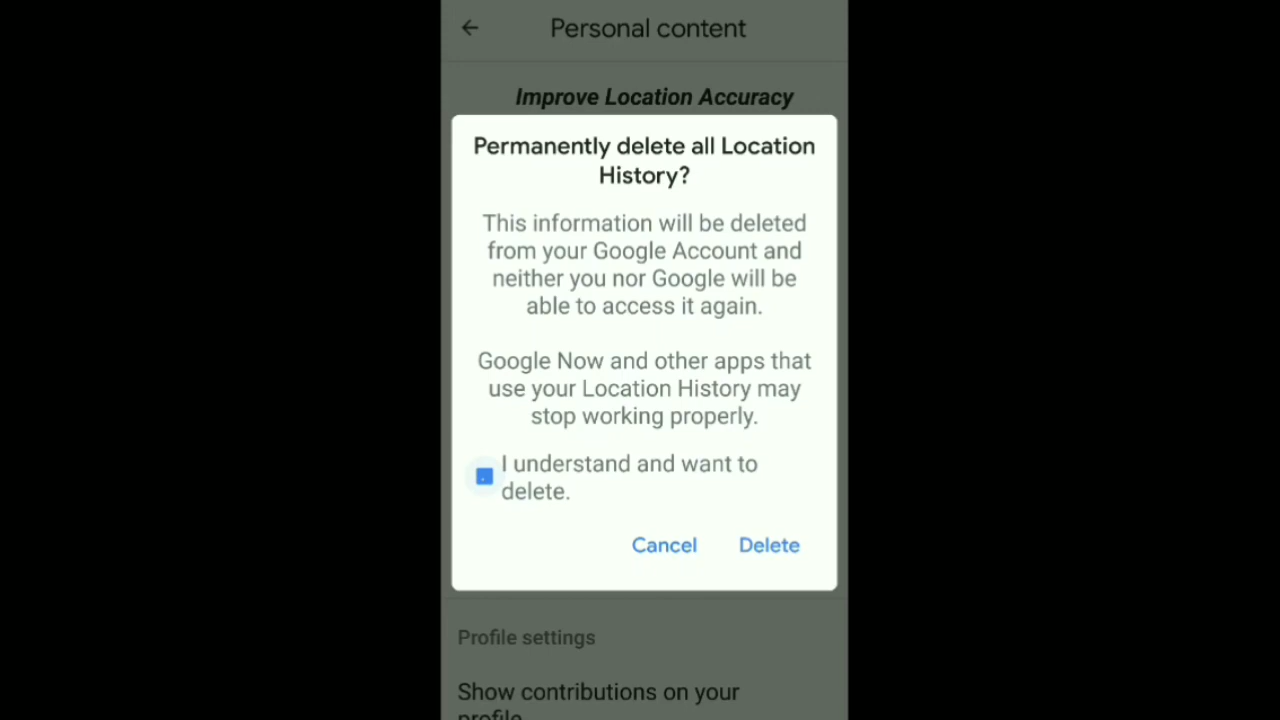 Personal content
Improve Location Accuracy
Permanently delete all Location
History?
This information will be deleted
from your Google Account and
neither you nor Google will be
able to access it again.
Google Now and other apps that
use your Location History may
stop working properly.
I understand and want to
delete.
Cancel Delete
Profile settings
Show contributions on your
profile